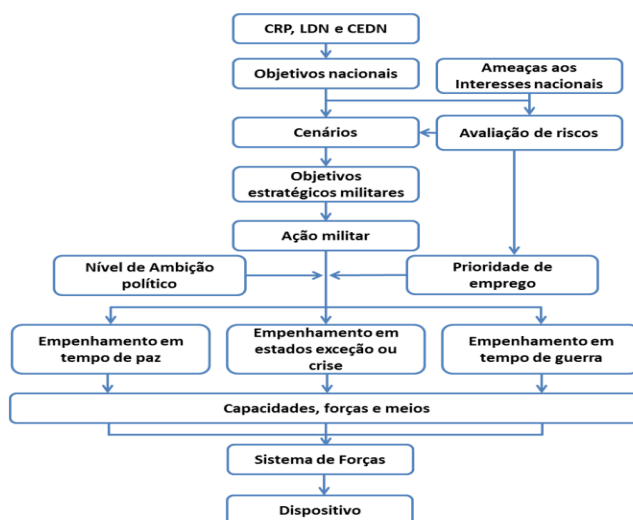 CRP, LDN e CEDN
Objetivos nacionais
Ameaças aos
Interesses nacionais
Cenários
Avaliação de riscos
Objetivos
estratégicos militares
Ação militar
Nível de Ambição
político
Prioridade de
emprego
Empenhamento em
tempo de paz
Empenhamento em
estados exceção ou
crise
Empenhamento em
tempo de guerra
Capacidades, forças e meios
Sistema de Forças
Dispositivo